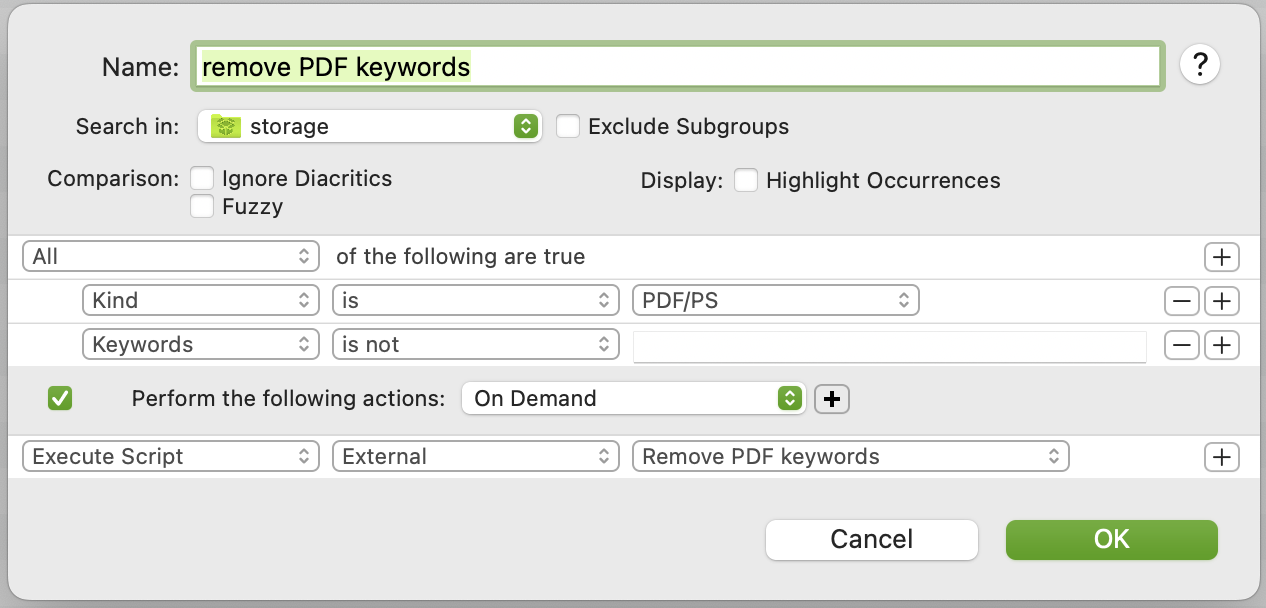 Name: remove PDF keywords ?
Search in: storage Exclude Subgroups
Comparison: Ignore Diacritics Display: Highlight Occurrences
Fuzzy
All of the following are true
Kind is PDF/PS
Keywords is not
Perform the following actions: On Demand
Execute Script External Remove PDF keywords
Cancel OK